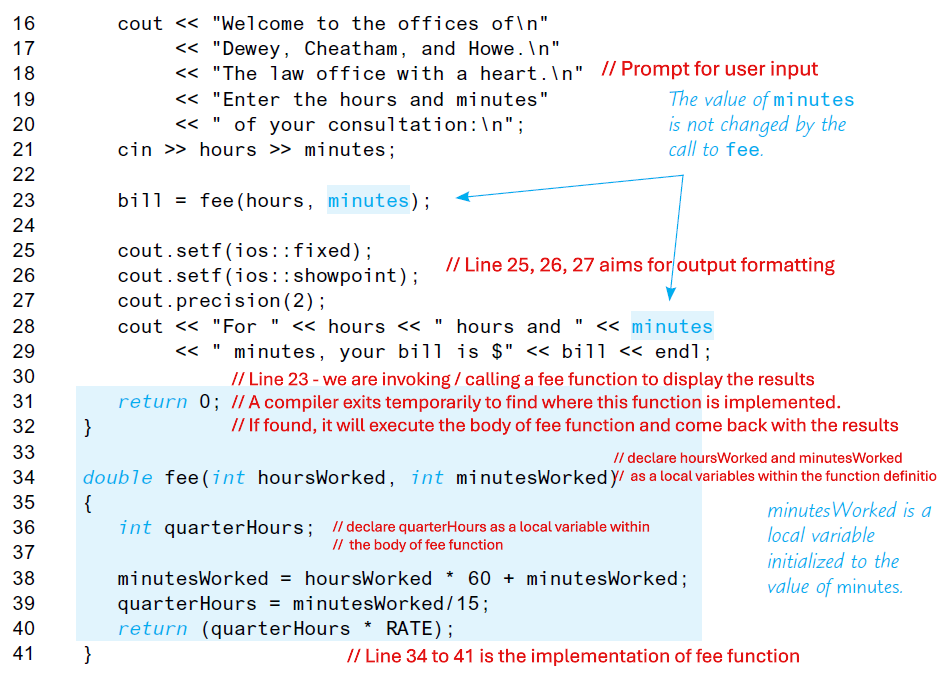 16 cout << "Welcome to the offices of\n"
17 << "Dewey, Cheatham, and Howe.\n"
18 << "The law office with a heart.\n" // Prompt for user input
19 << "Enter the hours and minutes" The value of minutes
20 << " of your consultation:\n"; is not changed by the
21 cin >> hours >> minutes; call to fee.
22
23 bill = fee(hours, minutes);
24
25 cout.setf(ios::fixed);
26 cout.setf(ios::showpoint); // Line 25, 26, 27 aims for output formatting
27 cout.precision(2);
28 cout << "For " << hours << " hours and " << minutes
29 << " minutes, your bill is $" << bill << endl;
30 // Line 23 - we are invoking / calling a fee function to display the results
31 return 0; // A compiler exits temporarily to find where this function is implemented.
32 } // If found, it will execute the body of fee function and come back with the results
33 // declare hoursWorked and minutesWorked
34 double fee(int hoursWorked, int minutesWorked) // as a local variables within the function definitio
35 {
36 int quarterHours; // declare quarterHours as a local variable within
37 // the body of fee function
minutesWorked is a
local variable
initialized to the
value of minutes.
38 minutesWorked = hoursWorked * 60 + minutesWorked;
39 quarterHours = minutesWorked/15;
40 return (quarterHours * RATE);
41 } // Line 34 to 41 is the implementation of fee function